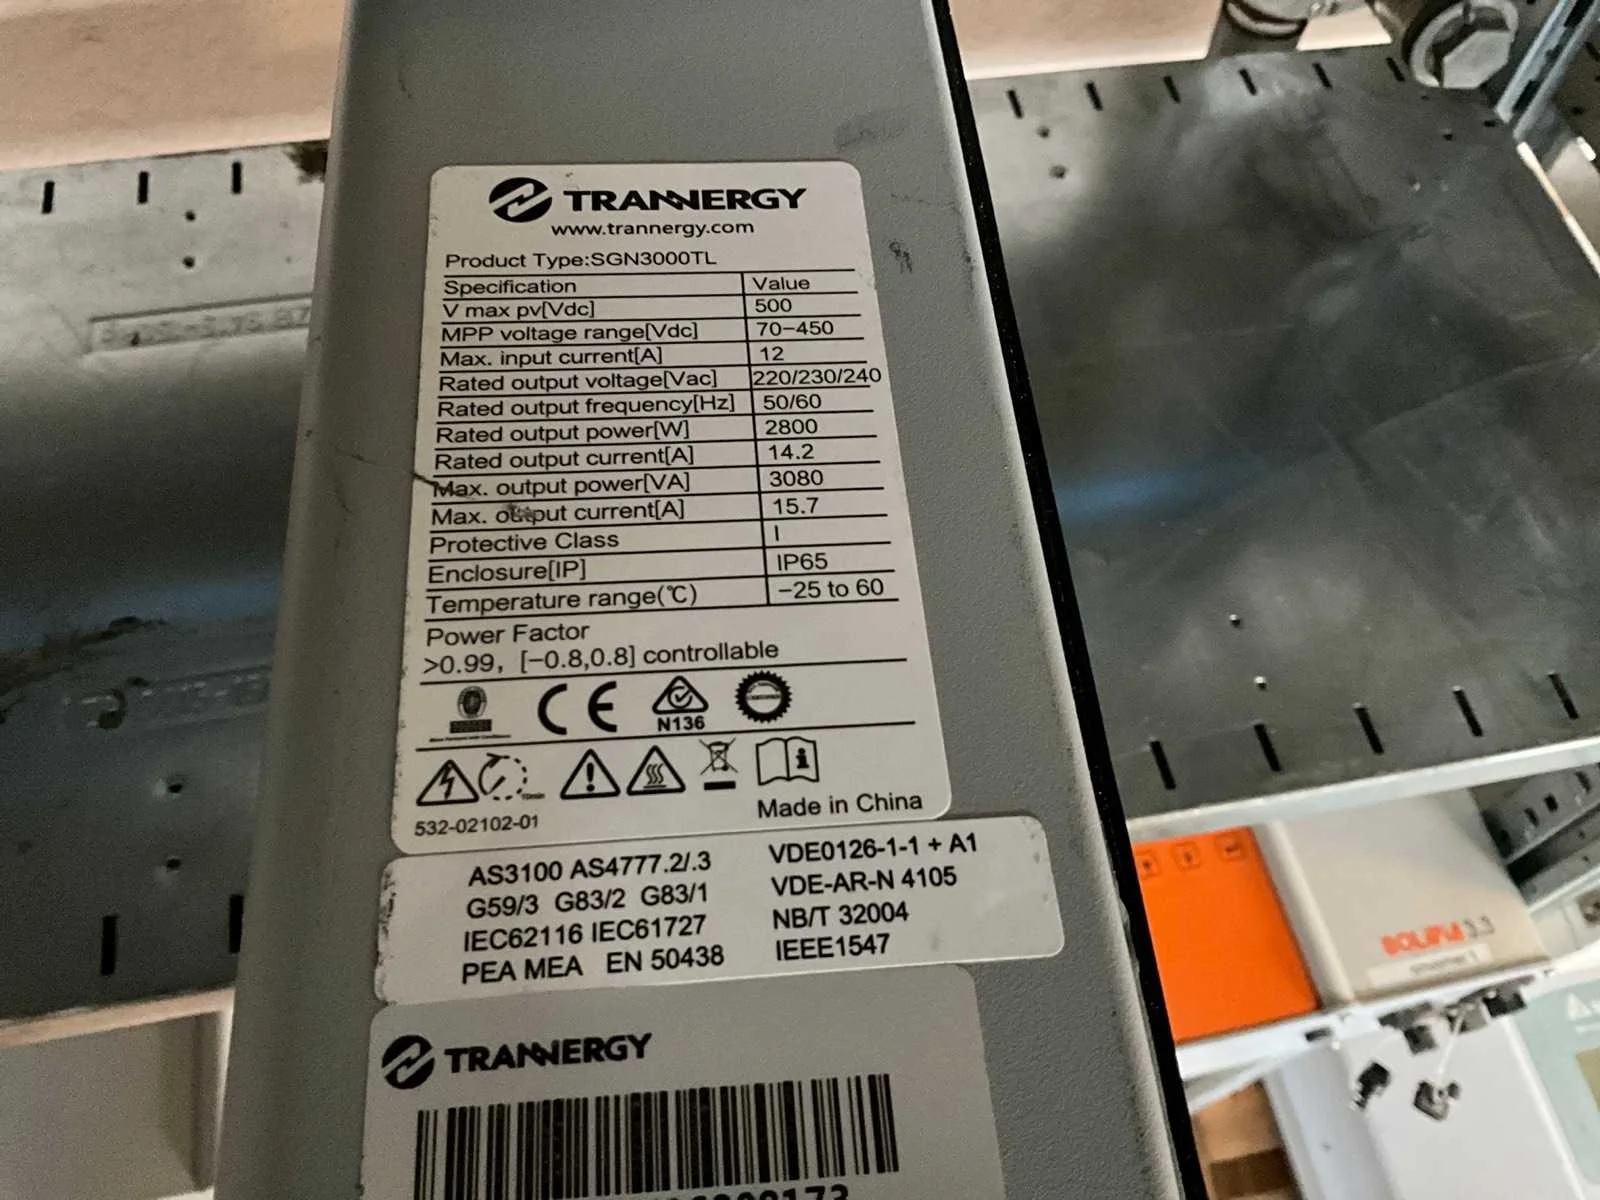 TRANNERGY
www.trannergy.com
Product Type:SGN3000TL
Specification Value
V max pv[Vdc] 500
MPP voltage range[Vdc] 70-450
Max. input current[A] 12
Rated output voltage[Vac] 220/230/240
Rated output frequency[Hz] 50/60
Rated output power[W] 2800
Rated output current[A] 14.2
Max. output power[VA] 3080
Max. output current[A] 15.7
Protective Class I
Enclosure[IP] IP65
Temperature range(℃) -25 to 60
Power Factor
>0.99, [-0.8,0.8] controllable
CE
N136
10min
Made in China
532-02102-01
AS3100 AS4777.2/.3 VDE0126-1-1 + A1
G59/3 G83/2 G83/1 VDE-AR-N 4105
IEC62116 IEC61727 NB/T 32004
PEA MEA EN 50438 IEEE1547
TRANNERGY